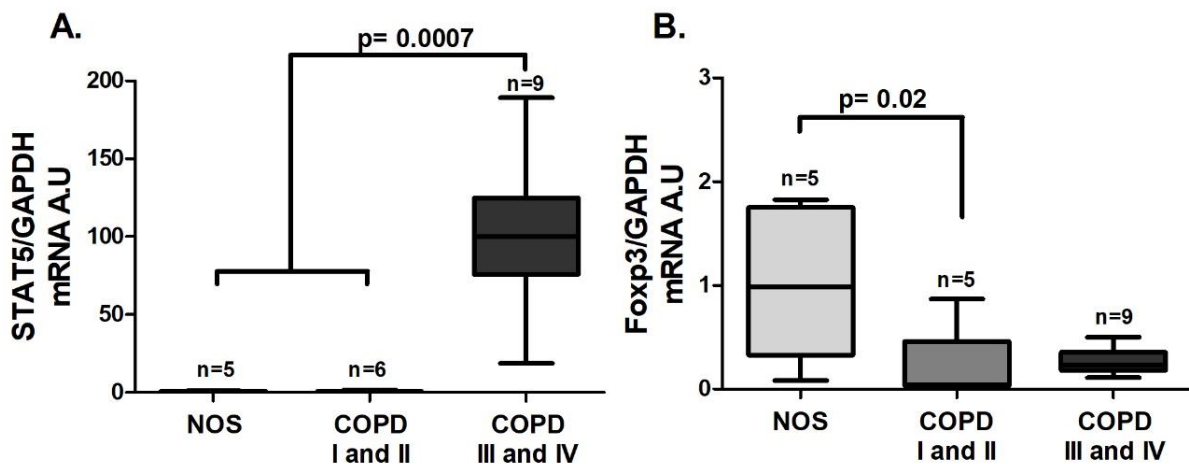 A.
p= 0.0007
STAT5/GAPDH
mRNA A.U
200
150
100
50
0
n=5
n=6
n=9
NOS
COPD
I and II
COPD
III and IV
B.
p= 0.02
Foxp3/GAPDH
mRNA A.U
3
2
1
0
n=5
n=5
n=9
NOS
COPD
I and II
COPD
III and IV